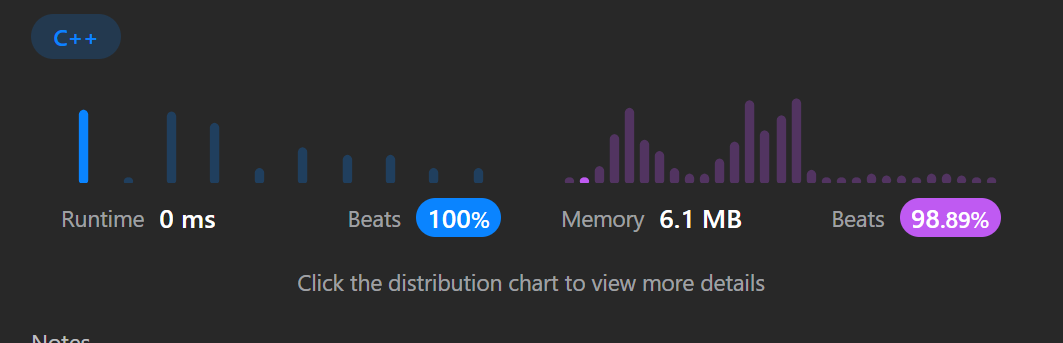 C++
Runtime 0 ms Beats 100% Memory 6.1 MB Beats 98.89%
Click the distribution chart to view more details
Notes